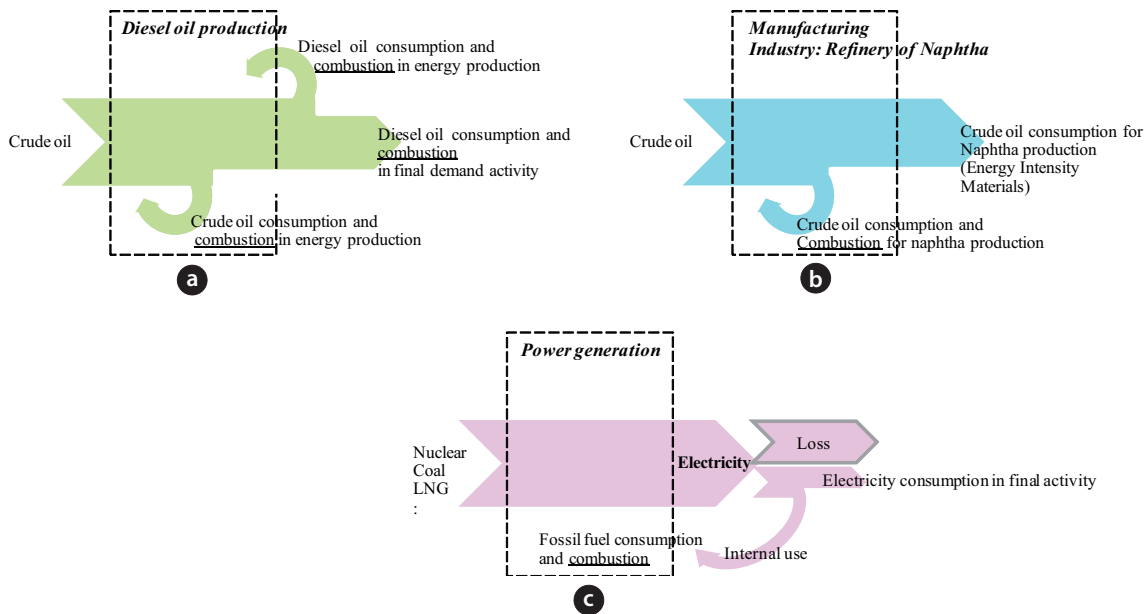 Diesel oil production
Diesel oil consumption and
combustion in energy production
Crude oil
Diesel oil consumption and
combustion
in final demand activity
Crude oil consumption and
combustion in energy production
a
Manufacturing
Industry: Refinery of Naphtha
Crude oil
Crude oil consumption for
Naphtha production
(Energy Intensity
Materials)
Crude oil consumption and
Combustion for naphtha production
b
Power generation
Nuclear
Coal
LNG
:
Electricity
Loss
Electricity consumption in final activity
Fossil fuel consumption
and combustion
Internal use
c